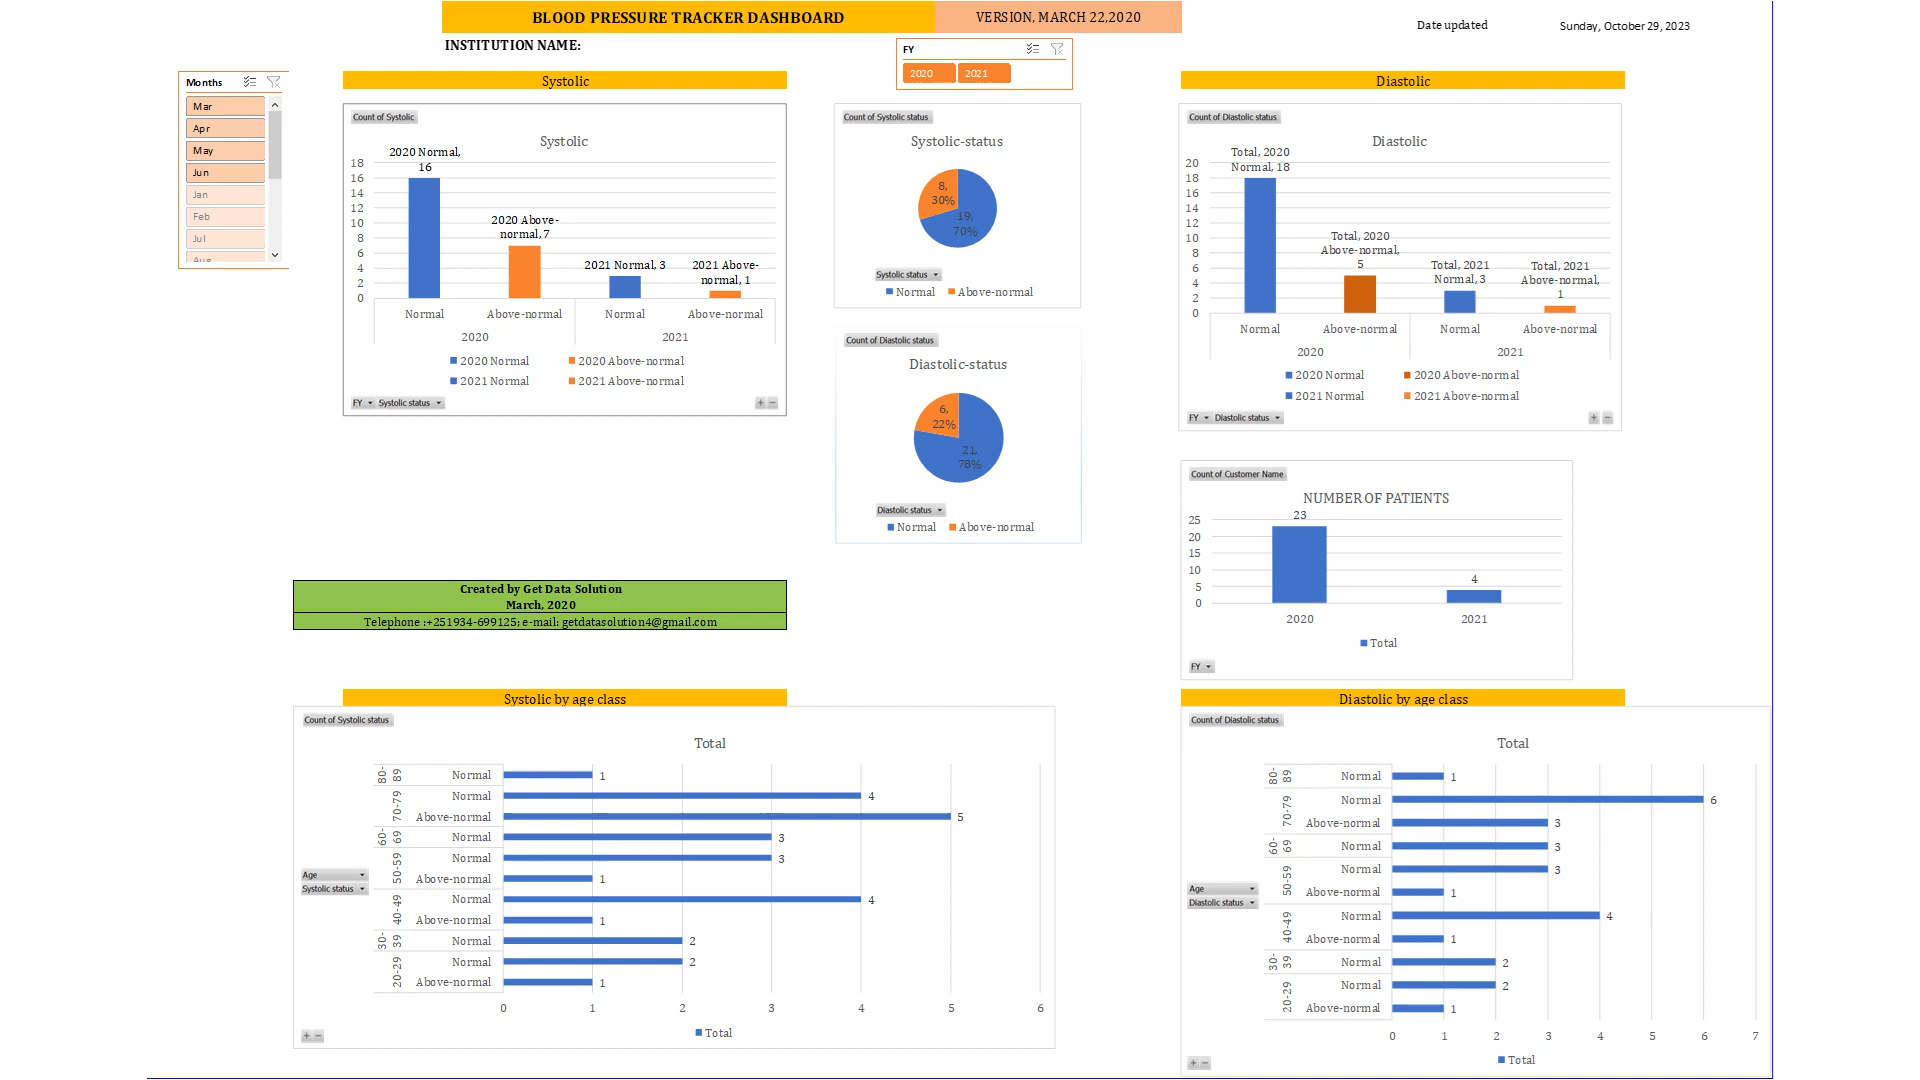 BLOOD PRESSURE TRACKER DASHBOARD
VERSION, MARCH 22,2020
Date updated
Sunday, October 29, 2023
INSTITUTION NAME:
FY
2020
2021
Months
Mar
Apr
May
Jun
Jan
Feb
Jul
Aug
Systolic
Count of Systolic
Systolic
2020 Normal,
16
2020 Above-
normal, 7
2021 Normal, 3
2021 Above-
normal, 1
18
16
14
12
10
8
6
4
2
0
Normal
Above-normal
Normal
Above-normal
2020
2021
2020 Normal
2020 Above-normal
2021 Normal
2021 Above-normal
FY
Systolic status
Count of Systolic status
Systolic-status
8,
30%
19,
70%
Systolic status
Normal
Above-normal
Count of Diastolic status
Diastolic-status
6,
22%
21,
78%
Diastolic status
Normal
Above-normal
Diastolic
Count of Diastolic status
Diastolic
Total, 2020
Normal, 18
Total, 2020
Above-normal,
5
Total, 2021
Normal, 3
Total, 2021
Above-normal,
1
20
18
16
14
12
10
8
6
4
2
0
Normal
Above-normal
Normal
Above-normal
2020
2021
2020 Normal
2020 Above-normal
2021 Normal
2021 Above-normal
FY
Diastolic status
Count of Customer Name
NUMBER OF PATIENTS
23
4
25
20
15
10
5
0
2020
2021
Total
FY
Created by Get Data Solution
March, 2020
Telephone :+251934-699125; e-mail: getdatasolution4@gmail.com
Systolic by age class
Count of Systolic status
Total
80-
89
Normal
1
70-79
Normal
4
Above-normal
5
60-
69
Normal
3
50-59
Normal
3
Above-normal
1
40-49
Normal
4
Above-normal
1
30-
39
Normal
2
20-29
Normal
2
Above-normal
1
Age
Systolic status
0
1
2
3
4
5
6
Total
Diastolic by age class
Count of Diastolic status
Total
80-
89
Normal
1
70-79
Normal
6
Above-normal
3
60-
69
Normal
3
50-59
Normal
3
Above-normal
1
40-49
Normal
4
Above-normal
1
30-
39
Normal
2
20-29
Normal
2
Above-normal
1
Age
Diastolic status
0
1
2
3
4
5
6
7
Total